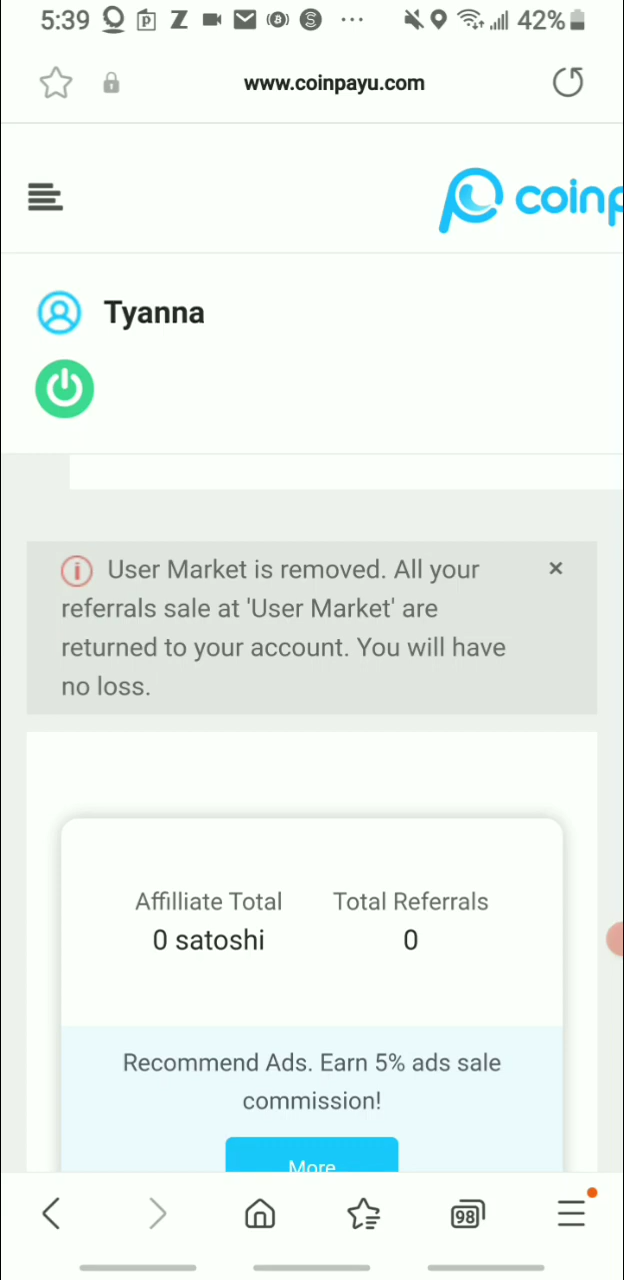 5:39 42%
www.coinpayu.com
coinp
Tyanna
User Market is removed. All your
referrals sale at 'User Market' are
returned to your account. You will have
no loss.
Affilliate Total Total Referrals
0 satoshi 0
Recommend Ads. Earn 5% ads sale
commission!
More
98